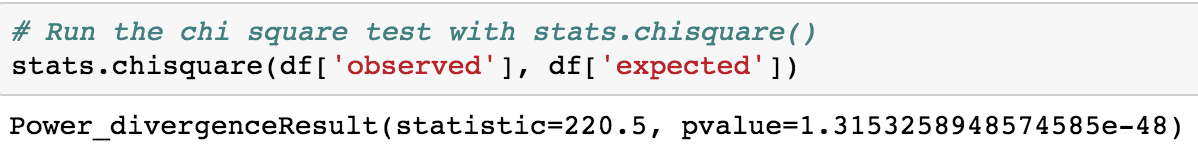 # Run the chi square test with stats.chisquare()
stats.chisquare(df['observed'], df['expected'])
Power_divergenceResult(statistic=220.5, pvalue=1.3153258948574585e-48)